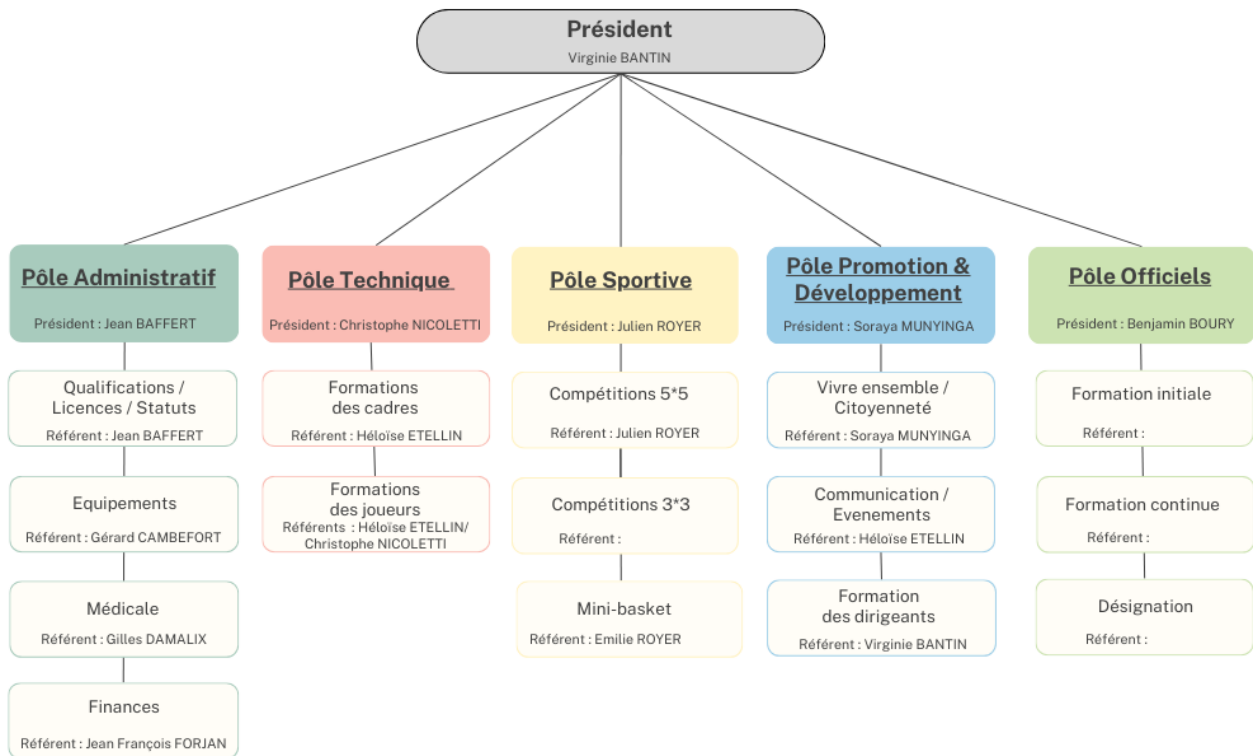 Président
Virginie BANTIN
Pôle Administratif
Président : Jean BAFFERT
Qualifications /
Licences / Statuts
Référent : Jean BAFFERT
Equipements
Référent : Gérard CAMBEFORT
Médicale
Référent : Gilles DAMALIX
Finances
Référent : Jean François FORJAN
Pôle Technique
Président : Christophe NICOLETTI
Formations
des cadres
Référent : Héloïse ETELLIN
Formations
des joueurs
Référents : Héloïse ETELLIN/
Christophe NICOLETTI
Pôle Sportive
Président : Julien ROYER
Compétitions 5*5
Référent : Julien ROYER
Compétitions 3*3
Référent :
Mini-basket
Référent : Emilie ROYER
Pôle Promotion &
Développement
Président : Soraya MUNYINGA
Vivre ensemble /
Citoyenneté
Référent : Soraya MUNYINGA
Communication /
Evenements
Référent : Héloïse ETELLIN
Formation
des dirigeants
Référent : Virginie BANTIN
Pôle Officiels
Président : Benjamin BOURY
Formation initiale
Référent :
Formation continue
Référent :
Désignation
Référent :